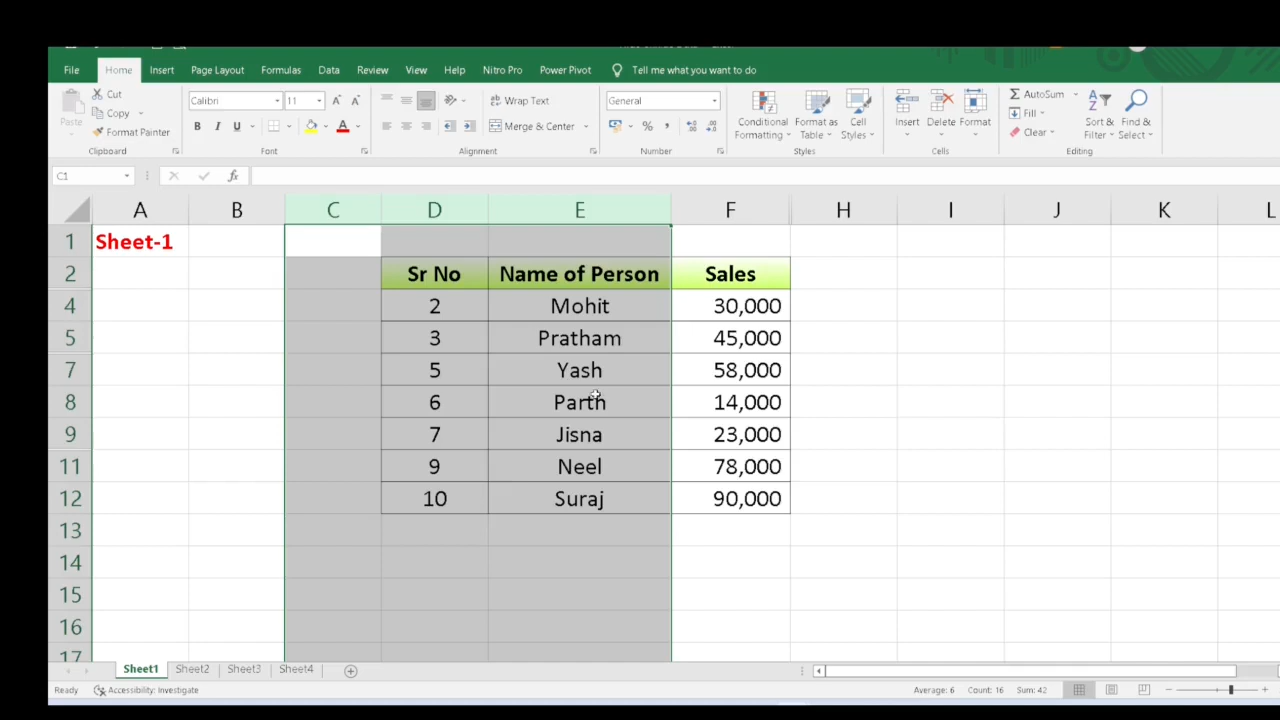 File Home Insert Page Layout Formulas Data Review View Help Nitro Pro Power Pivot Tell me what you want to do
Cut Calibri 11 Wrap Text General AutoSum
Paste Copy Merge & Center Conditional Format as Cell Insert Delete Format Fill Sort & Find &
Format Painter Formatting Table Styles Clear Filter Select
Clipboard Font Alignment Number Styles Cells Editing
C1 fx
A B C D E F H I J K L
1 Sheet-1
2 Sr No Name of Person Sales
4 2 Mohit 30,000
5 3 Pratham 45,000
7 5 Yash 58,000
8 6 Parth 14,000
9 7 Jisna 23,000
11 9 Neel 78,000
12 10 Suraj 90,000
13
14
15
16
17
Sheet1 Sheet2 Sheet3 Sheet4
Ready Accessibility: Investigate Average: 6 Count: 16 Sum: 42